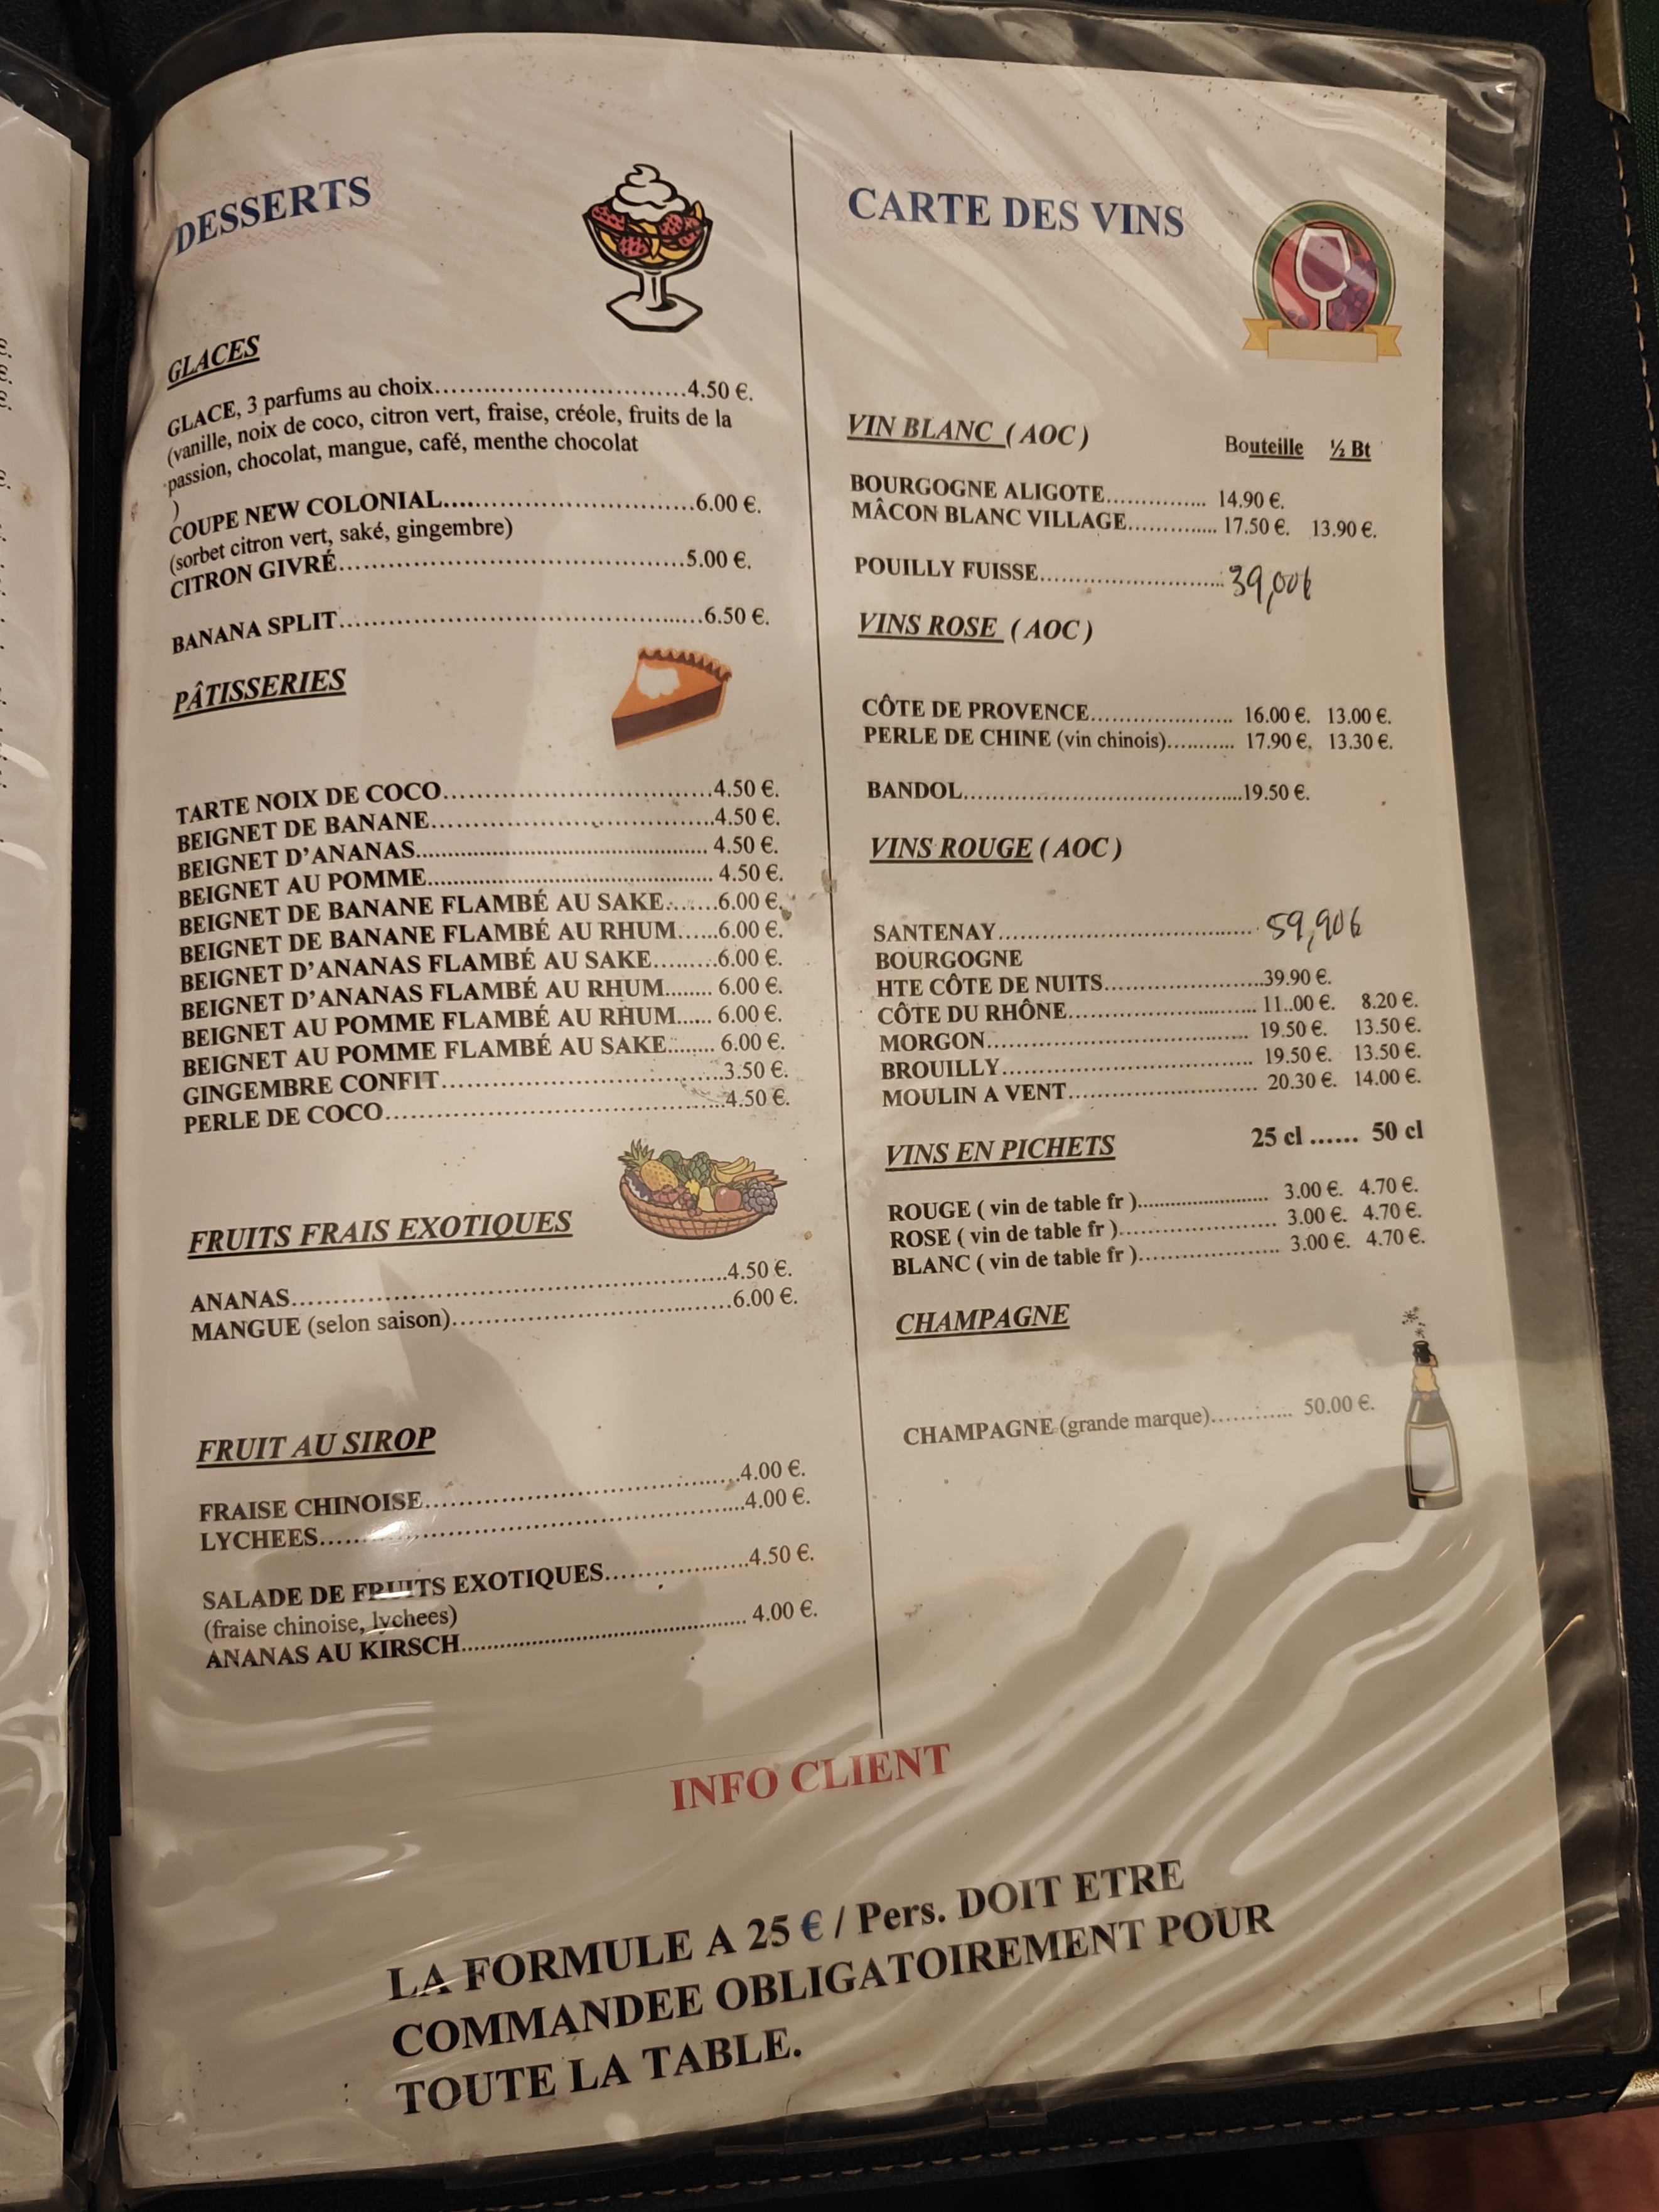 DESSERTS
GLACES
GLACE, 3 parfums au choix................................4.50 €.
(vanille, noix de coco, citron vert, fraise, créole, fruits de la
passion, chocolat, mangue, café, menthe chocolat
)
COUPE NEW COLONIAL................................6.00 €.
(sorbet citron vert, saké, gingembre)
CITRON GIVRÉ................................5.00 €.
BANANA SPLIT................................6.50 €.
PÂTISSERIES
TARTE NOIX DE COCO................................4.50 €.
BEIGNET DE BANANE................................4.50 €.
BEIGNET D'ANANAS................................ 4.50 €.
BEIGNET AU POMME................................ 4.50 €.
BEIGNET DE BANANE FLAMBÉ AU SAKE........6.00 €.
BEIGNET DE BANANE FLAMBÉ AU RHUM......6.00 €.
BEIGNET D'ANANAS FLAMBÉ AU SAKE.........6.00 €.
BEIGNET D'ANANAS FLAMBÉ AU RHUM........ 6.00 €.
BEIGNET AU POMME FLAMBÉ AU RHUM...... 6.00 €.
BEIGNET AU POMME FLAMBÉ AU SAKE........ 6.00 €.
GINGEMBRE CONFIT................................3.50 €.
PERLE DE COCO................................4.50 €.
FRUITS FRAIS EXOTIQUES
ANANAS................................4.50 €.
MANGUE (selon saison)................................6.00 €.
FRUIT AU SIROP
FRAISE CHINOISE................................4.00 €.
LYCHEES................................4.00 €.
SALADE DE FRUITS EXOTIQUES..................4.50 €.
(fraise chinoise, lychees)
ANANAS AU KIRSCH................................ 4.00 €.
CARTE DES VINS
VIN BLANC ( AOC ) Bouteille ½ Bt
BOURGOGNE ALIGOTE.............. 14.90 €.
MÂCON BLANC VILLAGE............. 17.50 €. 13.90 €.
POUILLY FUISSE.........................39,00€
VINS ROSE ( AOC )
CÔTE DE PROVENCE..................... 16.00 €. 13.00 €.
PERLE DE CHINE (vin chinois)........... 17.90 €. 13.30 €.
BANDOL................................19.50 €.
VINS ROUGE ( AOC )
SANTENAY................................59,90€
BOURGOGNE
HTE CÔTE DE NUITS.......................39.90 €.
CÔTE DU RHÔNE........................... 11..00 €. 8.20 €.
MORGON................................ 19.50 €. 13.50 €.
BROUILLY................................ 19.50 €. 13.50 €.
MOULIN A VENT........................... 20.30 €. 14.00 €.
VINS EN PICHETS 25 cl ...... 50 cl
ROUGE ( vin de table fr )...................... 3.00 €. 4.70 €.
ROSE ( vin de table fr )........................ 3.00 €. 4.70 €.
BLANC ( vin de table fr )...................... 3.00 €. 4.70 €.
CHAMPAGNE
CHAMPAGNE (grande marque)............ 50.00 €.
INFO CLIENT
LA FORMULE A 25 € / Pers. DOIT ETRE
COMMANDEE OBLIGATOIREMENT POUR
TOUTE LA TABLE.